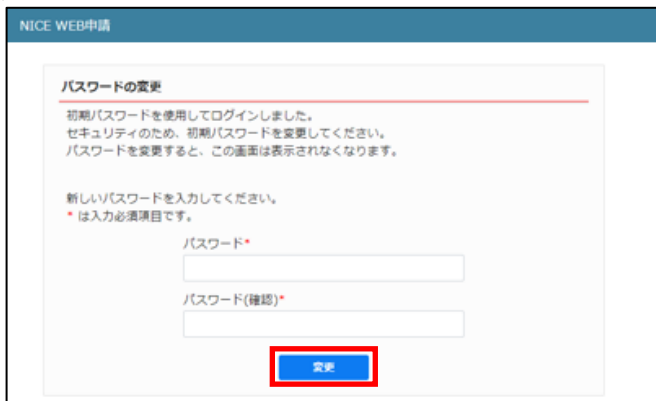 NICE WEB申請
パスワードの変更
初期パスワードを使用してログインしました。
セキュリティのため、初期パスワードを変更してください。
パスワードを変更すると、この画面は表示されなくなります。
新しいパスワードを入力してください。
* は入力必須項目です。
パスワード*
パスワード(確認)*
変更